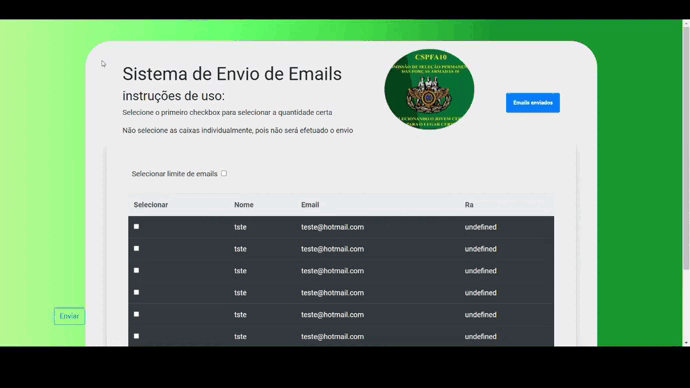 Sistema de Envio de Emails
CSPFA10
instruções de uso:
Emails enviados
Selecione o primeiro checkbox para selecionar a quantidade certa
Não selecione as caixas individualmente, pois não será efetuado o envio
Selecionar limite de emails
Selecionar Nome Email Ra
tste teste@hotmail.com undefined
tste teste@hotmail.com undefined
tste teste@hotmail.com undefined
tste teste@hotmail.com undefined
Enviar
tste teste@hotmail.com undefined
tste teste@hotmail.com undefined